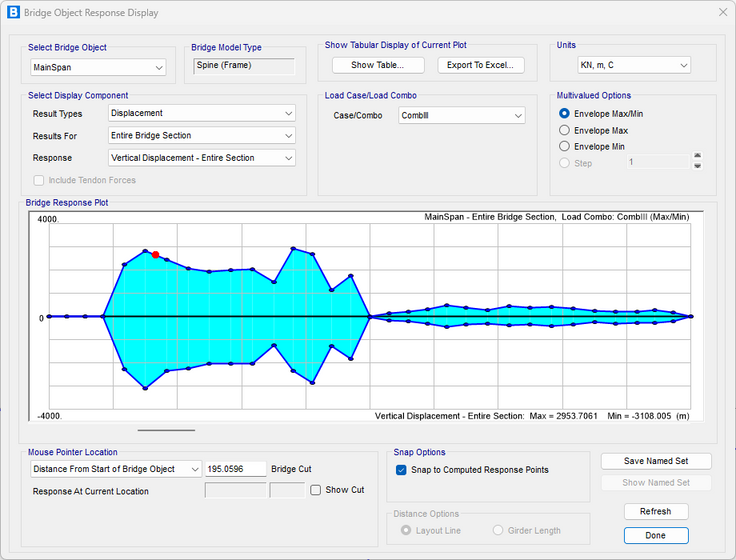 B Bridge Object Response Display
Select Bridge Object
MainSpan
Bridge Model Type
Spine (Frame)
Show Tabular Display of Current Plot
Show Table...
Export To Excel...
Units
KN, m, C
Select Display Component
Result Types
Displacement
Results For
Entire Bridge Section
Response
Vertical Displacement - Entire Section
Include Tendon Forces
Load Case/Load Combo
Case/Combo
CombIII
Multivalued Options
Envelope Max/Min
Envelope Max
Envelope Min
Step
1
Bridge Response Plot
4000.
MainSpan - Entire Bridge Section, Load Combo: CombIII (Max/Min)
0
-4000.
Vertical Displacement - Entire Section: Max = 2953.7061 Min = -3108.005 (m)
Mouse Pointer Location
Distance From Start of Bridge Object
195.0596
Bridge Cut
Response At Current Location
Show Cut
Snap Options
Snap to Computed Response Points
Distance Options
Layout Line
Girder Length
Save Named Set
Show Named Set
Refresh
Done